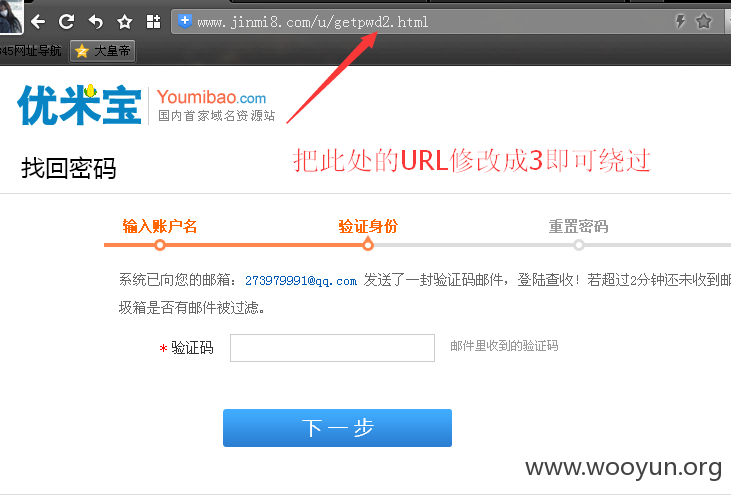 www.jinmi8.com/u/getpwd2.html
345网址导航 大皇帝
优米宝 Youmibao.com
国内首家域名资源站
找回密码
把此处的URL修改成3即可绕过
输入账户名 验证身份 重置密码
系统已向您的邮箱：273979991@qq.com 发送了一封验证码邮件，登陆查收！若超过2分钟还未收到邮
圾箱是否有邮件被过滤。
*验证码 邮件里收到的验证码
下一步
www.wooyun.org